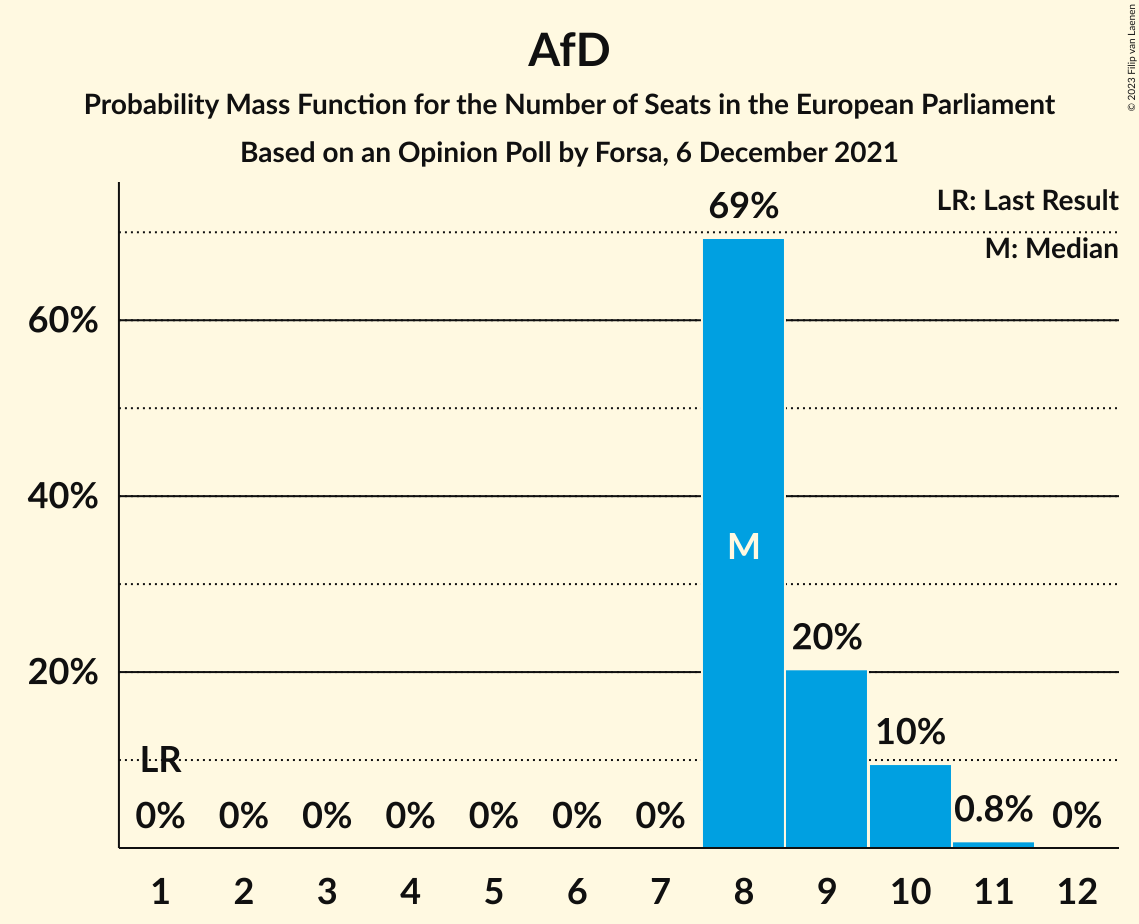 AfD
Probability Mass Function for the Number of Seats in the European Parliament
Based on an Opinion Poll by Forsa, 6 December 2021
© 2023 Filip van Laenen
LR: Last Result
M: Median
69%
60%
40%
M
20%
20%
10%
LR
0% 0% 0% 0% 0% 0% 0% 0.8% 0%
1 2 3 4 5 6 7 8 9 10 11 12